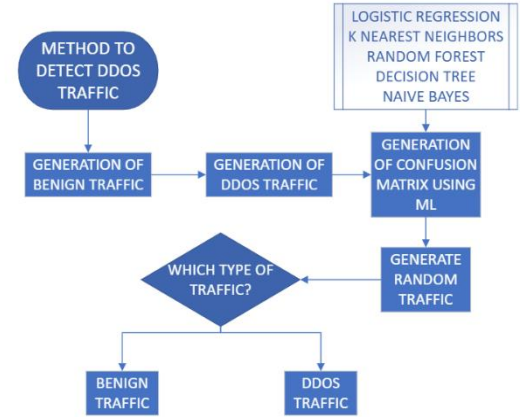 METHOD TO
DETECT DDOS
TRAFFIC
LOGISTIC REGRESSION
K NEAREST NEIGHBORS
RANDOM FOREST
DECISION TREE
NAIVE BAYES
GENERATION OF
BENIGN TRAFFIC
GENERATION OF
DDOS TRAFFIC
GENERATION
OF CONFUSION
MATRIX USING
ML
GENERATE
RANDOM
TRAFFIC
WHICH TYPE OF
TRAFFIC?
BENIGN
TRAFFIC
DDOS
TRAFFIC